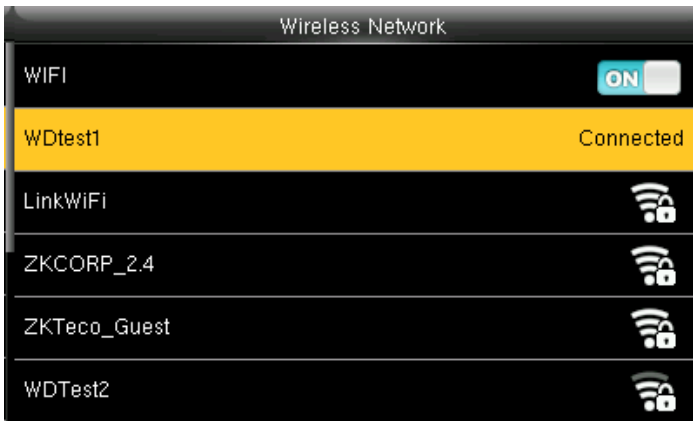 Wireless Network
WIFI ON
WDtest1 Connected
LinkWiFi
ZKCORP_2.4
ZKTeco_Guest
WDTest2